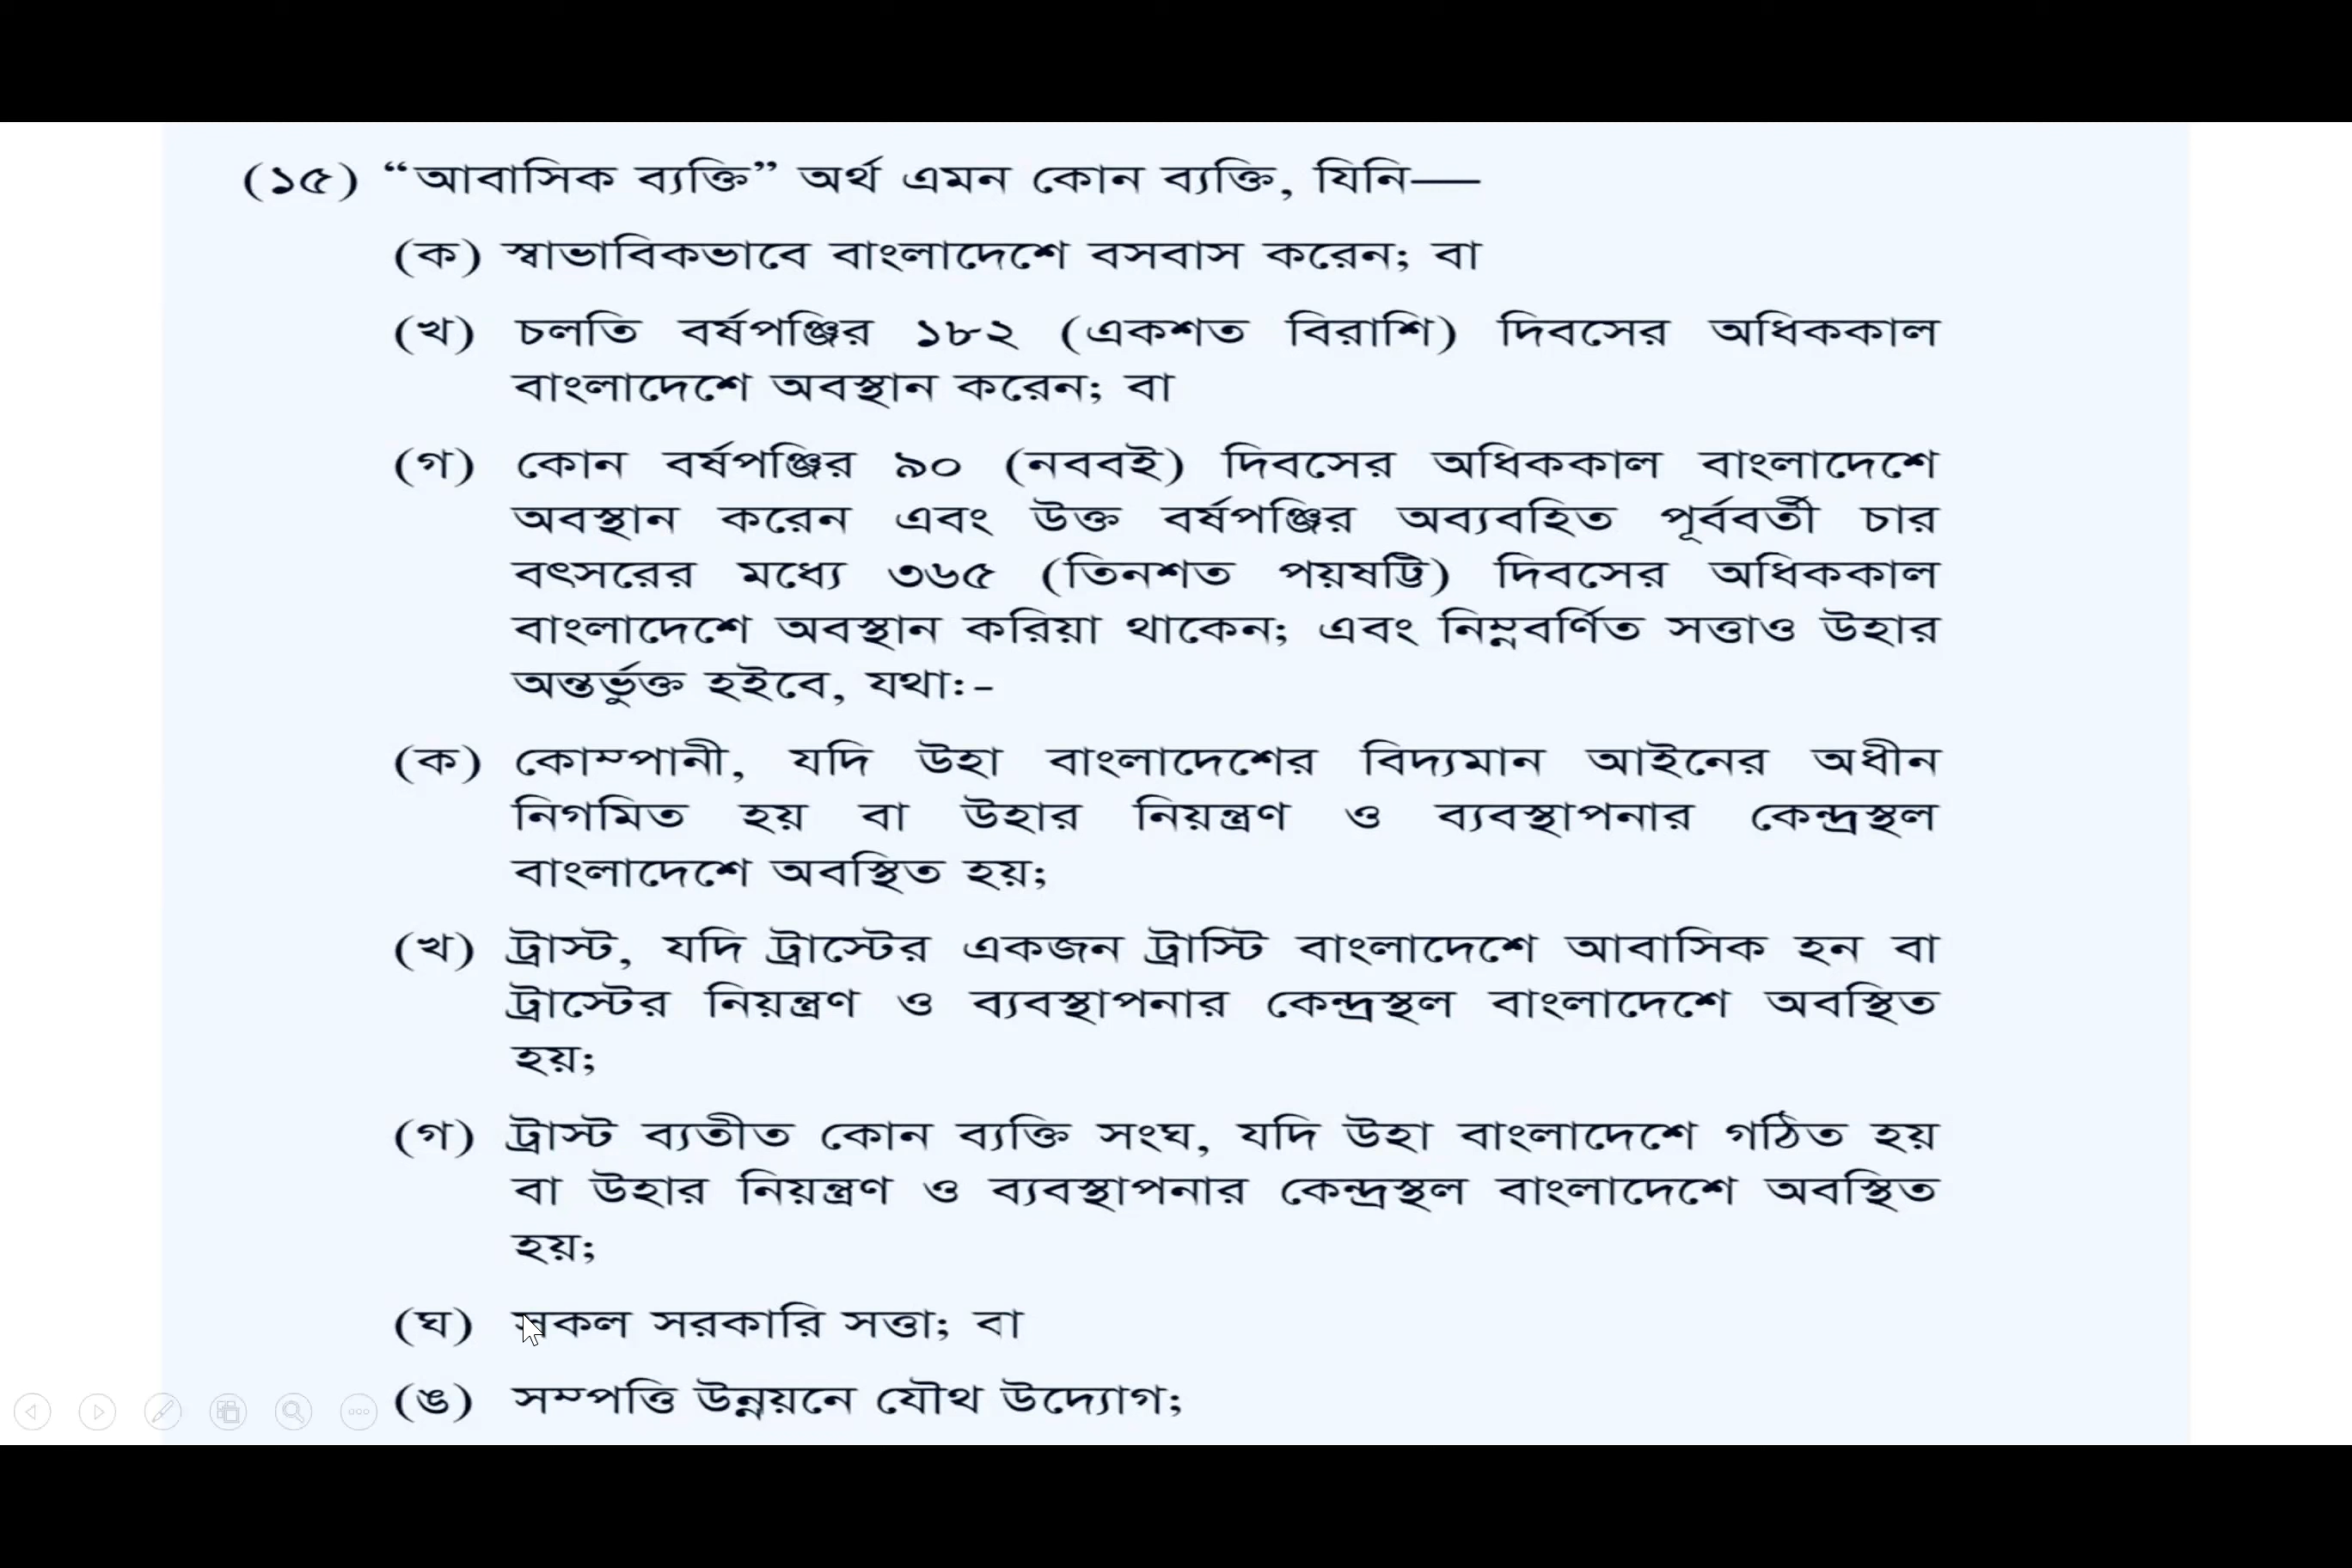 (১৫) “আবাসিক ব্যক্তি” অর্থ এমন কোন ব্যক্তি, যিনি—
(ক) স্বাভাবিকভাবে বাংলাদেশে বসবাস করেন; বা
(খ) চলতি বর্ষপঞ্জির ১৮২ (একশত বিরাশি) দিবসের অধিককাল
বাংলাদেশে অবস্থান করেন; বা
(গ) কোন বর্ষপঞ্জির ৯০ (নববই) দিবসের অধিককাল বাংলাদেশে
অবস্থান করেন এবং উক্ত বর্ষপঞ্জির অব্যবহিত পূর্ববর্তী চার
বৎসরের মধ্যে ৩৬৫ (তিনশত পয়ষট্টি) দিবসের অধিককাল
বাংলাদেশে অবস্থান করিয়া থাকেন; এবং নিম্নবর্ণিত সত্তাও উহার
অন্তর্ভুক্ত হইবে, যথা:-
(ক) কোম্পানী, যদি উহা বাংলাদেশের বিদ্যমান আইনের অধীন
নিগমিত হয় বা উহার নিয়ন্ত্রণ ও ব্যবস্থাপনার কেন্দ্রস্থল
বাংলাদেশে অবস্থিত হয়;
(খ) ট্রাস্ট, যদি ট্রাস্টের একজন ট্রাস্টি বাংলাদেশে আবাসিক হন বা
ট্রাস্টের নিয়ন্ত্রণ ও ব্যবস্থাপনার কেন্দ্রস্থল বাংলাদেশে অবস্থিত
হয়;
(গ) ট্রাস্ট ব্যতীত কোন ব্যক্তি সংঘ, যদি উহা বাংলাদেশে গঠিত হয়
বা উহার নিয়ন্ত্রণ ও ব্যবস্থাপনার কেন্দ্রস্থল বাংলাদেশে অবস্থিত
হয়;
(ঘ) সকল সরকারি সত্তা; বা
(ঙ) সম্পত্তি উন্নয়নে যৌথ উদ্যোগ;